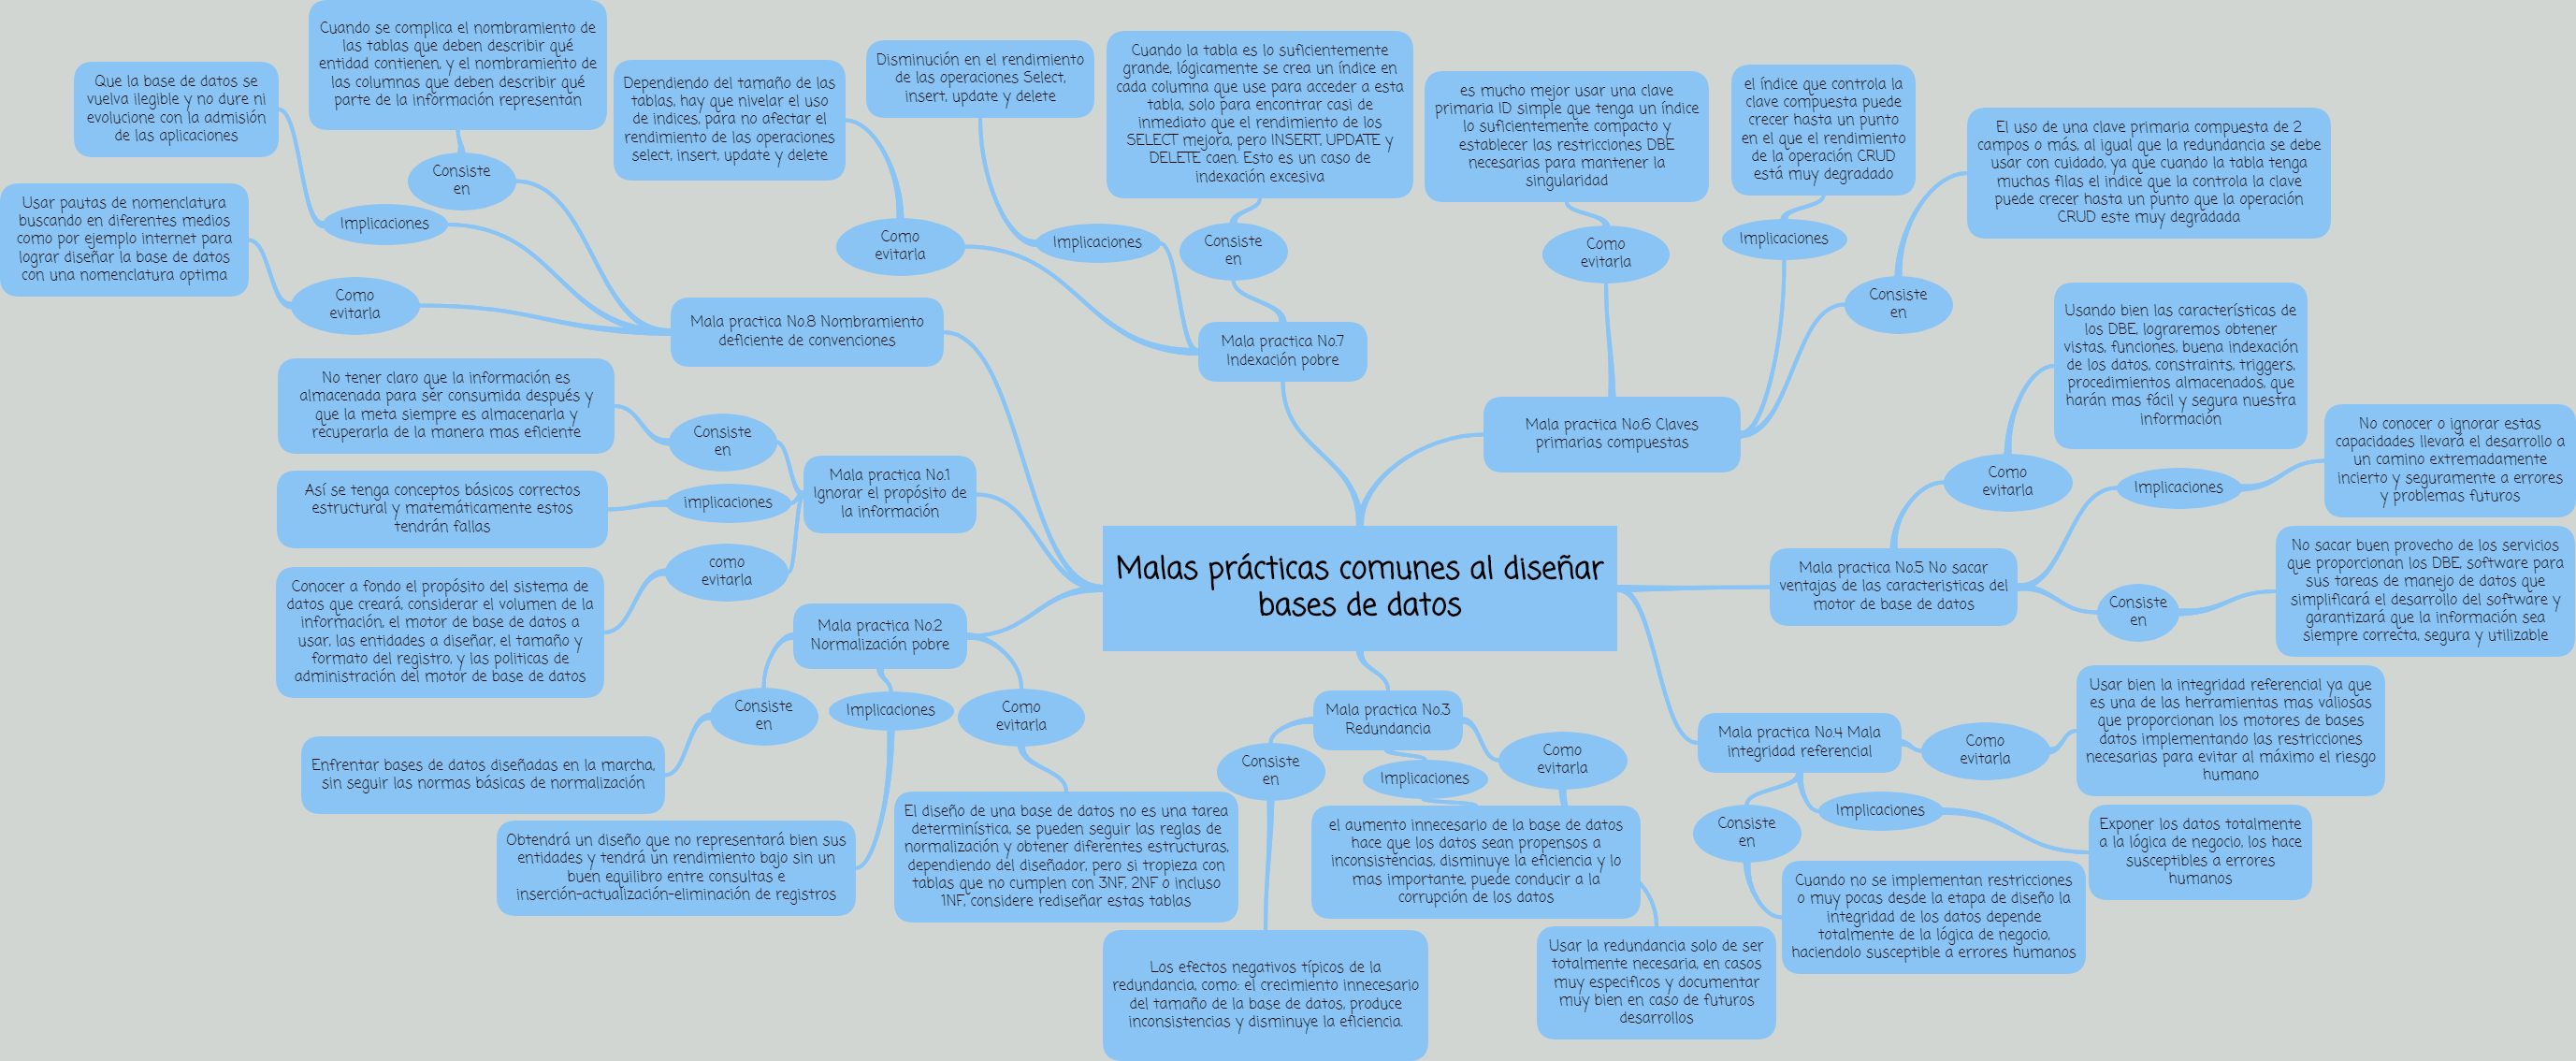 Malas prácticas comunes al diseñar
bases de datos
Mala practica No.1
Ignorar el propósito de
la información
Consiste
en
No tener claro que la información es
almacenada para ser consumida después y
que la meta siempre es almacenarla y
recuperarla de la manera mas eficiente
implicaciones
Así se tenga conceptos básicos correctos
estructural y matemáticamente estos
tendrán fallas
como
evitarla
Conocer a fondo el propósito del sistema de
datos que creará, considerar el volumen de la
información, el motor de base de datos a
usar, las entidades a diseñar, el tamaño y
formato del registro, y las politicas de
administración del motor de base de datos
Mala practica No.2
Normalización pobre
Consiste
en
Enfrentar bases de datos diseñadas en la marcha,
sin seguir las normas básicas de normalización
Implicaciones
Obtendrá un diseño que no representará bien sus
entidades y tendrá un rendimiento bajo sin un
buen equilibro entre consultas e
inserción-actualización-eliminación de registros
Como
evitarla
El diseño de una base de datos no es una tarea
determinística, se pueden seguir las reglas de
normalización y obtener diferentes estructuras,
dependiendo del diseñador, pero si tropieza con
tablas que no cumplen con 3NF, 2NF o incluso
1NF, considere rediseñar estas tablas
Mala practica No.3
Redundancia
Consiste
en
Los efectos negativos típicos de la
redundancia, como: el crecimiento innecesario
del tamaño de la base de datos, produce
inconsistencias y disminuye la eficiencia.
Implicaciones
el aumento innecesario de la base de datos
hace que los datos sean propensos a
inconsistencias, disminuye la eficiencia y lo
mas importante, puede conducir a la
corrupción de los datos
Como
evitarla
Usar la redundancia solo de ser
totalmente necesaria, en casos
muy especificos y documentar
muy bien en caso de futuros
desarrollos
Mala practica No.4 Mala
integridad referencial
Consiste
en
Cuando no se implementan restricciones
o muy pocas desde la etapa de diseño la
integridad de los datos depende
totalmente de la lógica de negocio,
haciendolo susceptible a errores humanos
Implicaciones
Exponer los datos totalmente
a la lógica de negocio, los hace
susceptibles a errores
humanos
Como
evitarla
Usar bien la integridad referencial ya que
es una de las herramientas mas valiosas
que proporcionan los motores de bases
datos implementando las restricciones
necesarias para evitar al máximo el riesgo
humano
Mala practica No.5 No sacar
ventajas de las caracteristicas del
motor de base de datos
Consiste
en
No sacar buen provecho de los servicios
que proporcionan los DBE, software para
sus tareas de manejo de datos que
simplificará el desarrollo del software y
garantizará que la información sea
siempre correcta, segura y utilizable
Implicaciones
No conocer o ignorar estas
capacidades llevará el desarrollo a
un camino extremadamente
incierto y seguramente a errores
y problemas futuros
Como
evitarla
Usando bien las características de
los DBE, lograremos obtener
vistas, funciones, buena indexación
de los datos, constraints, triggers,
procedimientos almacenados, que
harán mas fácil y segura nuestra
información
Mala practica No.6 Claves
primarias compuestas
Consiste
en
El uso de una clave primaria compuesta de 2
campos o más, al igual que la redundancia se debe
usar con cuidado, ya que cuando la tabla tenga
muchas filas el indice que la controla la clave
puede crecer hasta un punto que la operación
CRUD este muy degradada
Implicaciones
el índice que controla la
clave compuesta puede
crecer hasta un punto
en el que el rendimiento
de la operación CRUD
está muy degradado
Como
evitarla
es mucho mejor usar una clave
primaria ID simple que tenga un índice
lo suficientemente compacto y
establecer las restricciones DBE
necesarias para mantener la
singularidad
Mala practica No.7
Indexación pobre
Consiste
en
Cuando la tabla es lo suficientemente
grande, lógicamente se crea un índice en
cada columna que use para acceder a esta
tabla, solo para encontrar casi de
inmediato que el rendimiento de los
SELECT mejora, pero INSERT, UPDATE y
DELETE caen. Esto es un caso de
indexación excesiva
Implicaciones
Disminución en el rendimiento
de las operaciones Select,
insert, update y delete
Como
evitarla
Dependiendo del tamaño de las
tablas, hay que nivelar el uso
de indices, para no afectar el
rendimiento de las operaciones
select, insert, update y delete
Mala practica No.8 Nombramiento
deficiente de convenciones
Consiste
en
Cuando se complica el nombramiento de
las tablas que deben describir qué
entidad contienen, y el nombramiento de
las columnas que deben describir qué
parte de la información representan
Implicaciones
Que la base de datos se
vuelva ilegible y no dure ni
evolucione con la admisión
de las aplicaciones
Como
evitarla
Usar pautas de nomenclatura
buscando en diferentes medios
como por ejemplo internet para
lograr diseñar la base de datos
con una nomenclatura optima